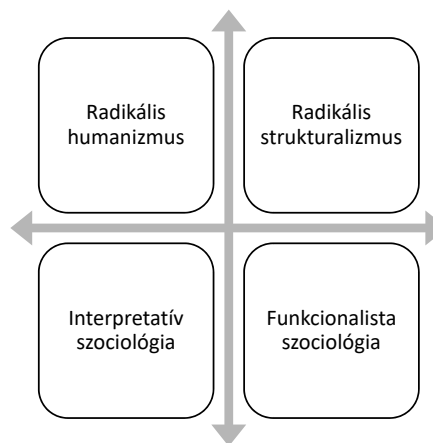 Radikális
humanizmus
Radikális
strukturalizmus
Interpretatív
szociológia
Funkcionalista
szociológia